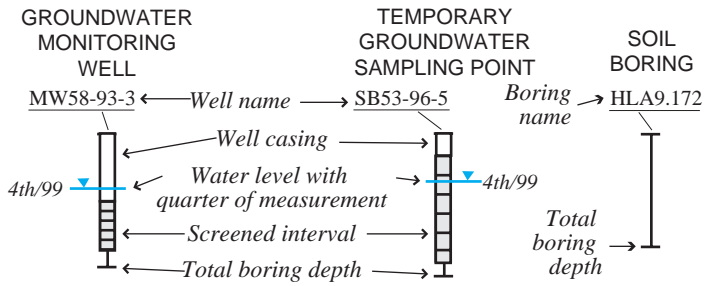 GROUNDWATER
MONITORING
WELL
TEMPORARY
GROUNDWATER
SAMPLING POINT
SOIL
BORING
MW58-93-3
Well name
SB53-96-5
Boring
name
HLA9.172
Well casing
4th/99
Water level with
quarter of measurement
4th/99
Screened interval
Total boring depth
Total
boring
depth